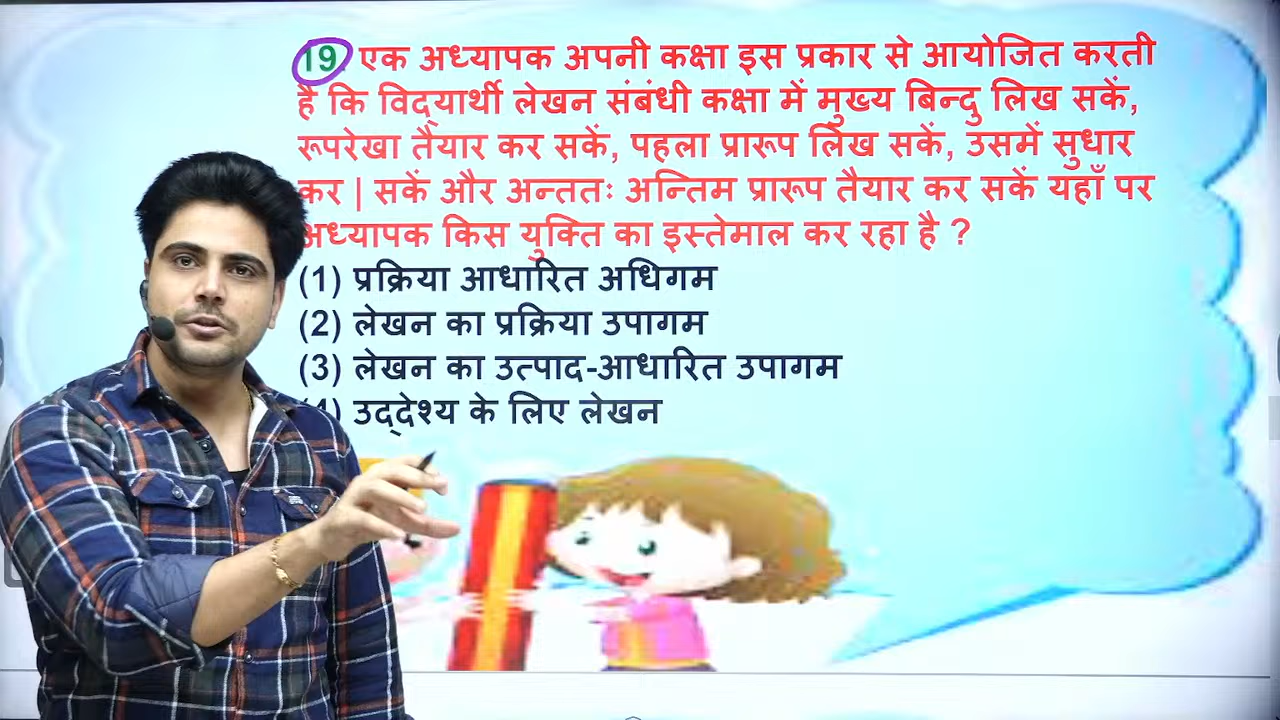 19 एक अध्यापक अपनी कक्षा इस प्रकार से आयोजित करती
है कि विद्यार्थी लेखन संबंधी कक्षा में मुख्य बिन्दु लिख सकें,
रूपरेखा तैयार कर सकें, पहला प्रारूप लिख सकें, उसमें सुधार
कर | सकें और अन्ततः अन्तिम प्रारूप तैयार कर सकें यहाँ पर
अध्यापक किस युक्ति का इस्तेमाल कर रहा है ?
(1) प्रक्रिया आधारित अधिगम
(2) लेखन का प्रक्रिया उपागम
(3) लेखन का उत्पाद-आधारित उपागम
(4) उद्देश्य के लिए लेखन